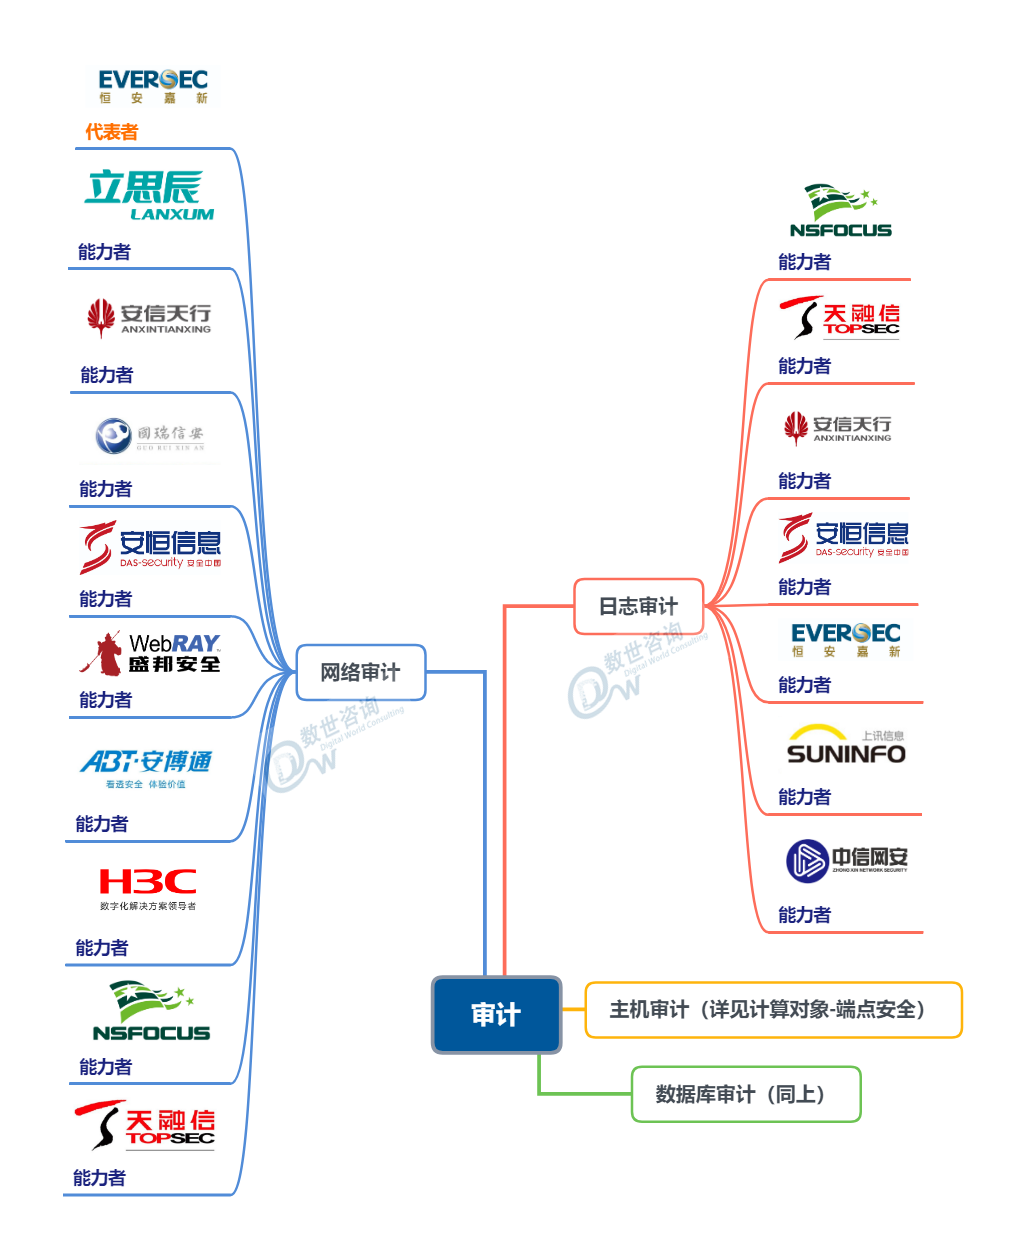 EVERSEC
恒安嘉新
代表者
立思辰
LANXUM
能力者
安信天行
ANXINTIANXING
能力者
國瑞信安
GUO RUI XIN AN
能力者
安恒信息
DAS-security 安全中国
能力者
WebRAY
盛邦安全
能力者
ABT·安博通
看透安全 体验价值
能力者
H3C
数字化解决方案领导者
能力者
NSFOCUS
能力者
天融信
TOPSEC
能力者
网络审计
数世咨询
Digital World Consulting
DW
审计
NSFOCUS
能力者
天融信
TOPSEC
能力者
安信天行
ANXINTIANXING
能力者
安恒信息
DAS-security 安全中国
能力者
EVERSEC
恒安嘉新
能力者
上讯信息
SUNINFO
能力者
中信网安
ZHONG XIN NETWORK SECURITY
能力者
日志审计
数世咨询
Digital World Consulting
DW
主机审计（详见计算对象-端点安全）
数据库审计（同上）